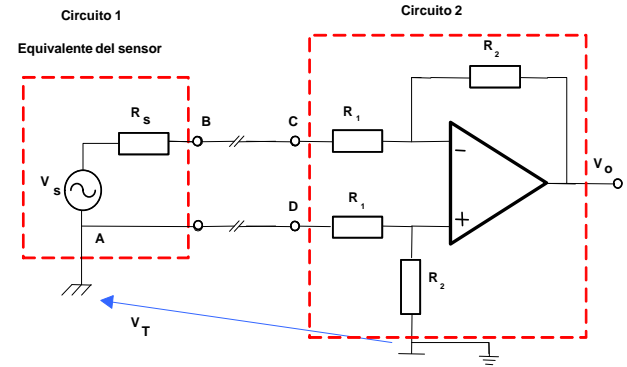 Circuito 1
Circuito 2
Equivalente del sensor
R2
Rs
B
C
R1
Vs
A
D
R1
Vo
R2
VT